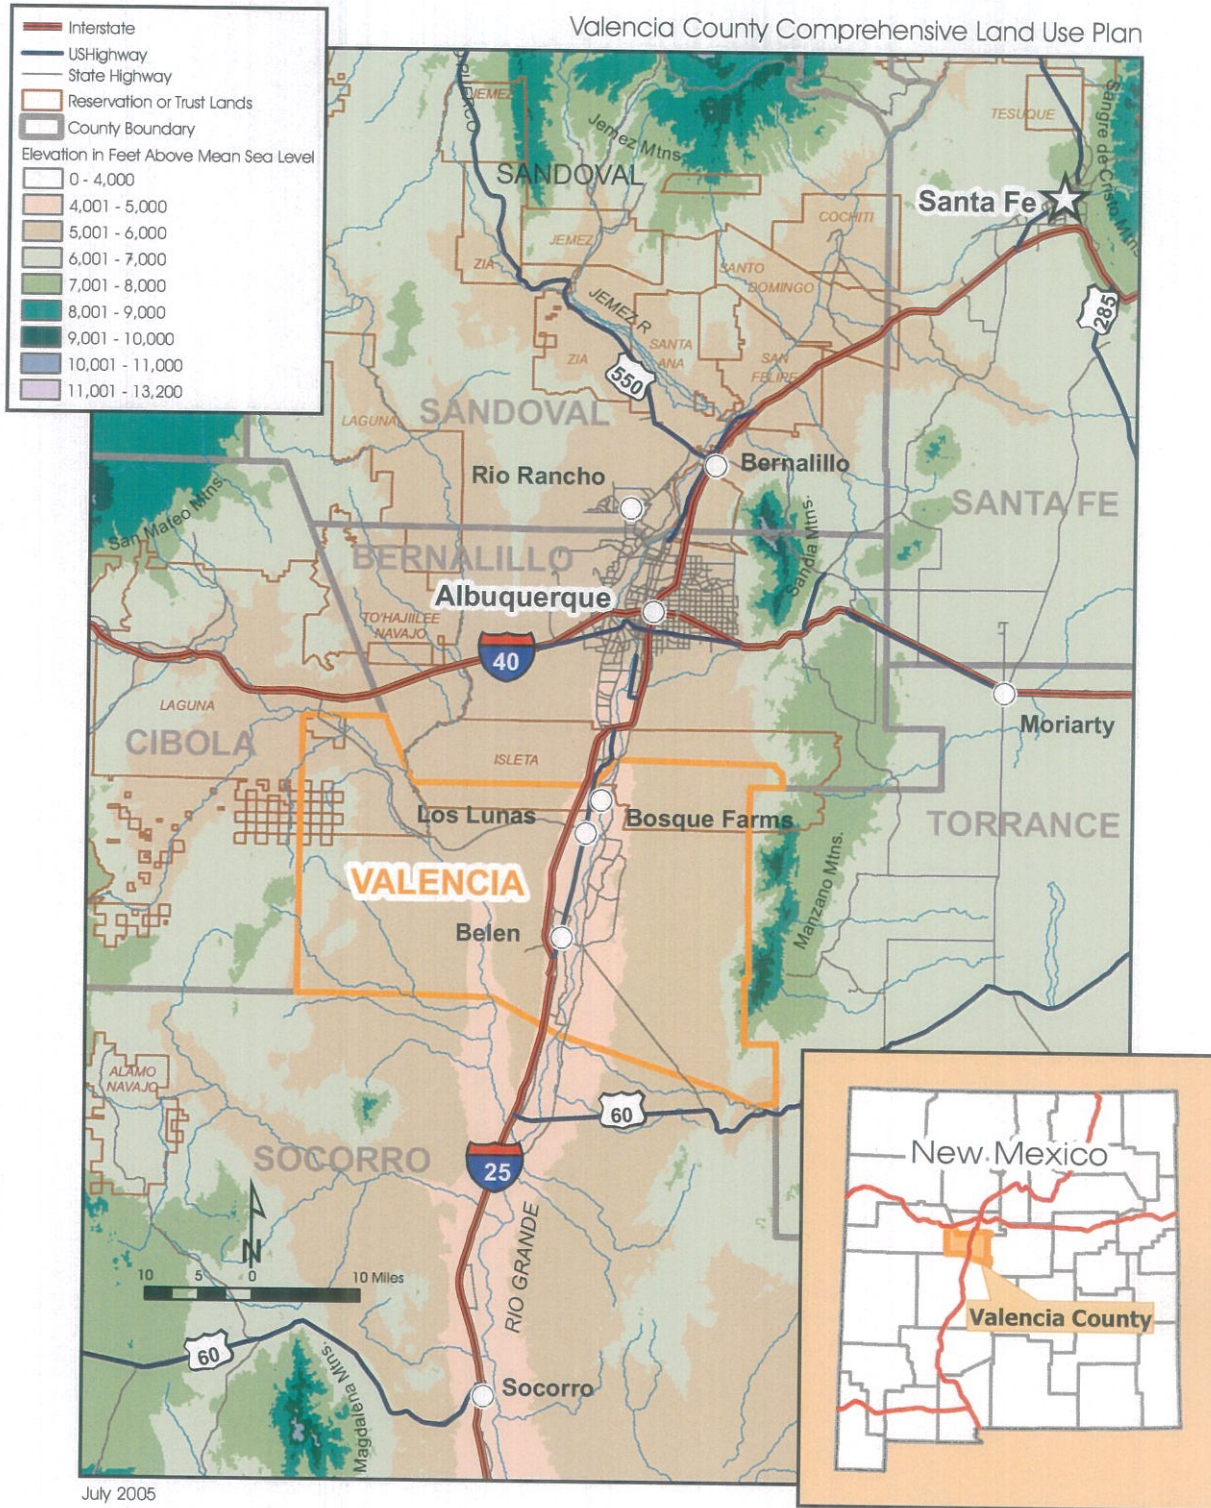 Valencia County Comprehensive Land Use Plan
Interstate
USHighway
State Highway
Reservation or Trust Lands
County Boundary
Elevation in Feet Above Mean Sea Level
0 - 4,000
4,001 - 5,000
5,001 - 6,000
6,001 - 7,000
7,001 - 8,000
8,001 - 9,000
9,001 - 10,000
10,001 - 11,000
11,001 - 13,200
JEMEZ
Jemez Mtns.
TESUQUE
Sangre de Cristo Mtns.
SANDOVAL
Santa Fe
COCHITI
JEMEZ
ZIA
SANTO
DOMINGO
JEMEZ R
285
ZIA
SANTA
ANA
SAN
FELIPE
550
LAGUNA
SANDOVAL
Bernalillo
Rio Rancho
SANTA FE
San Mateo Mtns.
Sandia Mtns.
BERNALILLO
Albuquerque
TO'HAJIILEE
NAVAJO
40
LAGUNA
Moriarty
CIBOLA
ISLETA
Los Lunas
Bosque Farms
TORRANCE
VALENCIA
Manzano Mtns.
Belen
ALAMO
NAVAJO
60
SOCORRO
25
New Mexico
RIO GRANDE
N
10 5 0 10 Miles
Valencia County
60
Magdalena Mtns.
Socorro
July 2005